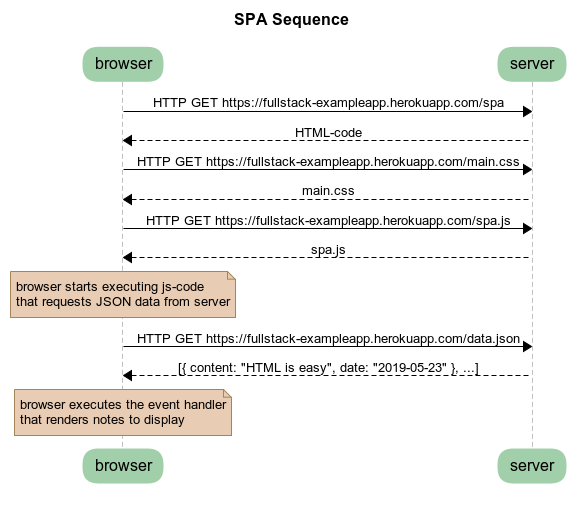 SPA Sequence
browser
server
HTTP GET https://fullstack-exampleapp.herokuapp.com/spa
HTML-code
HTTP GET https://fullstack-exampleapp.herokuapp.com/main.css
main.css
HTTP GET https://fullstack-exampleapp.herokuapp.com/spa.js
spa.js
browser starts executing js-code
that requests JSON data from server
HTTP GET https://fullstack-exampleapp.herokuapp.com/data.json
[{ content: "HTML is easy", date: "2019-05-23" }, ...]
browser executes the event handler
that renders notes to display
browser
server